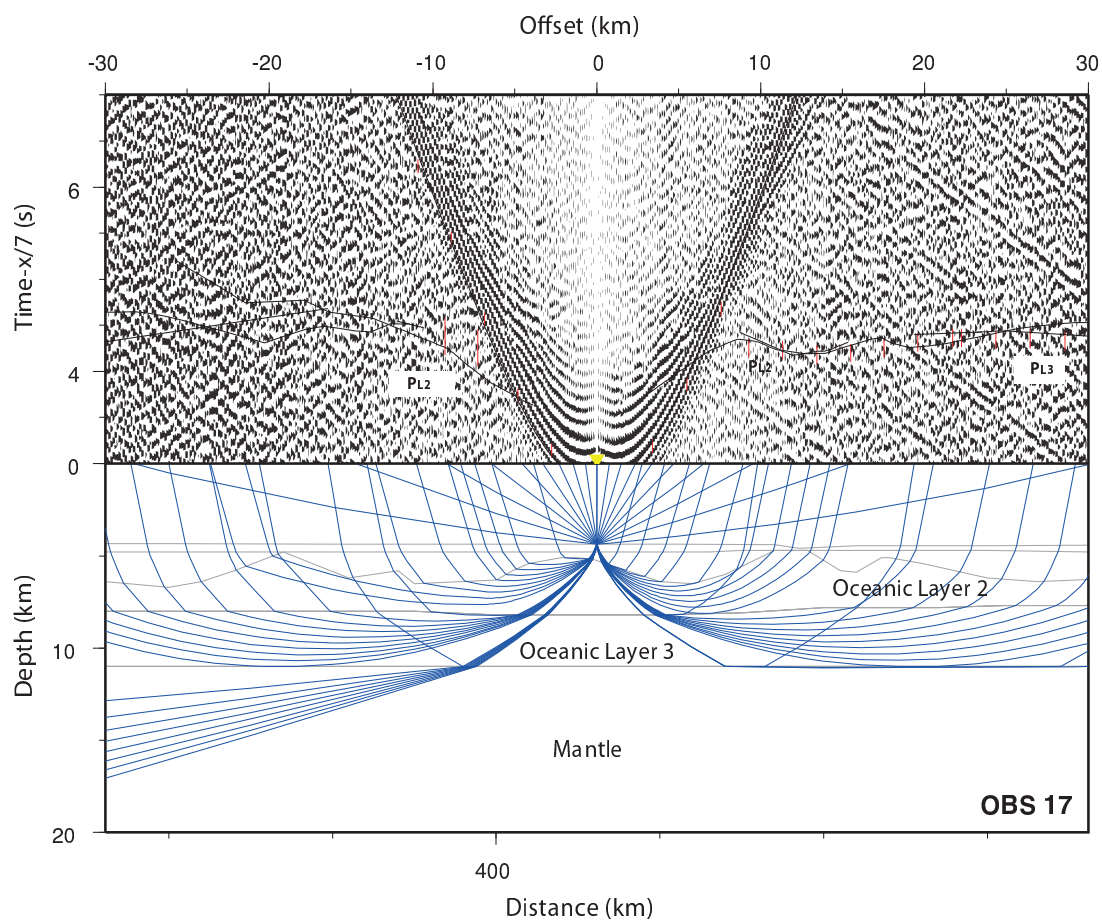 Offset (km)
-30 -20 -10 0 10 20 30
Time-x/7 (s)
6
4
PL2
PL2
PL3
0
Depth (km)
Oceanic Layer 2
10
Oceanic Layer 3
Mantle
OBS 17
20
400
Distance (km)